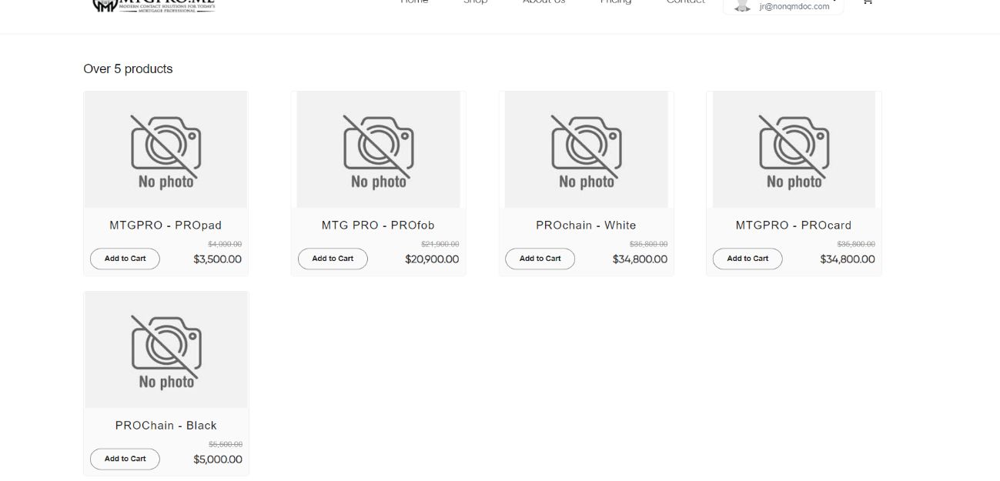 MTGPRO.ME
MODERN CONTACT SOLUTIONS FOR TODAY'S
MORTGAGE PROFESSIONAL
Home Shop About Us Pricing Contact
jr@nonqmdoc.com
Over 5 products
No photo No photo No photo No photo
MTGPRO - PROpad MTG PRO - PROfob PROchain - White MTGPRO - PROcard
$4,000.00 $21,900.00 $35,800.00 $35,800.00
Add to Cart $3,500.00 Add to Cart $20,900.00 Add to Cart $34,800.00 Add to Cart $34,800.00
No photo
PROChain - Black
$5,500.00
Add to Cart $5,000.00